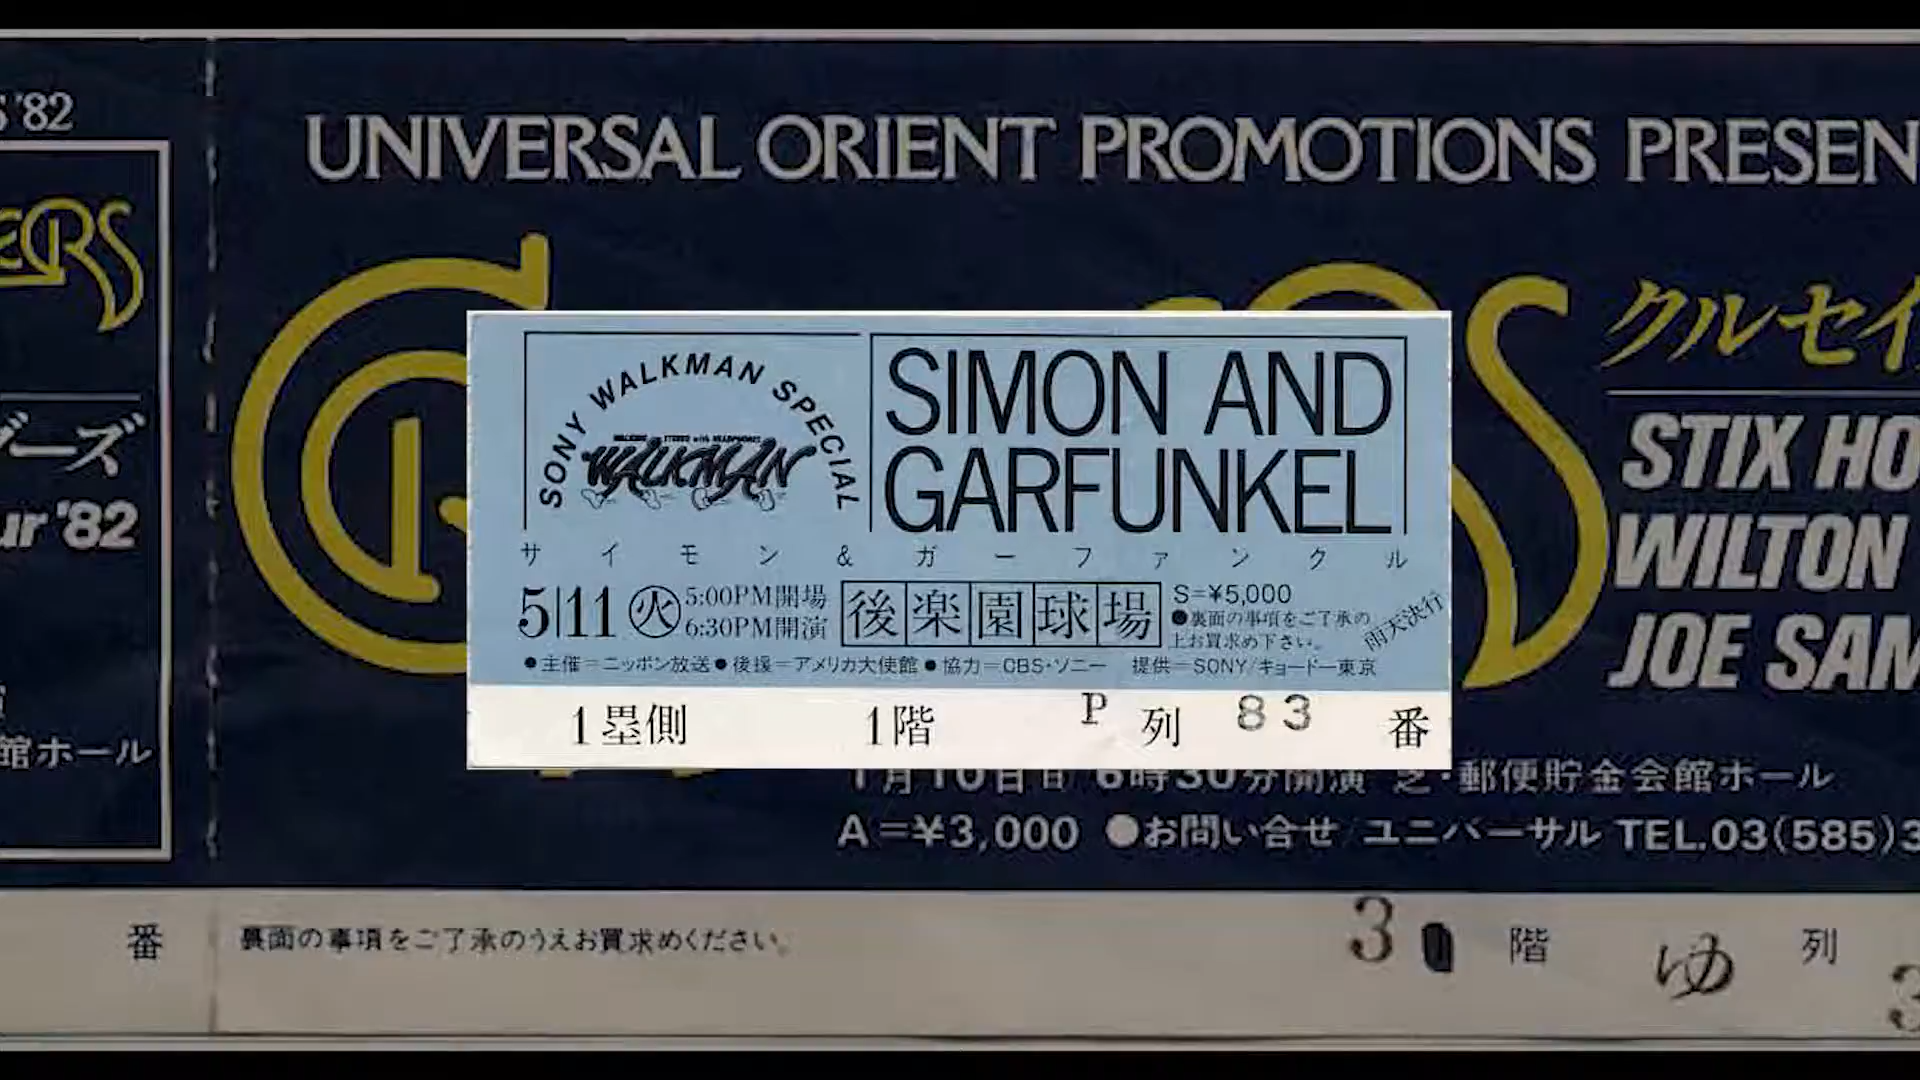 '82
UNIVERSAL ORIENT PROMOTIONS
クルセイ
STIX
WILTON
JOE
ーズ
'82
館ホール
SONY WALKMAN SPECIAL
WALKMAN
SIMON AND
GARFUNKEL
サイモン&ガーファンクル
5|11 火 5:00PM開場
6:30PM開演
後楽園球場
S=¥5,000
●裏面の事項をご了承の
上お買求め下さい。
雨天決行
●主催=ニッポン放送●後援=アメリカ大使館●協力=CBS・ソニー 提供=SONY/キョードー東京
1塁側 1階 P 列 83 番
1月10日日 6時30分開演 芝・郵便貯金会館ホール
A=¥3,000 ●お問い合せ ユニバーサル TEL.03(585)3
番
裏面の事項をご了承のうえお買求めください。
3 階 ゆ 列 3